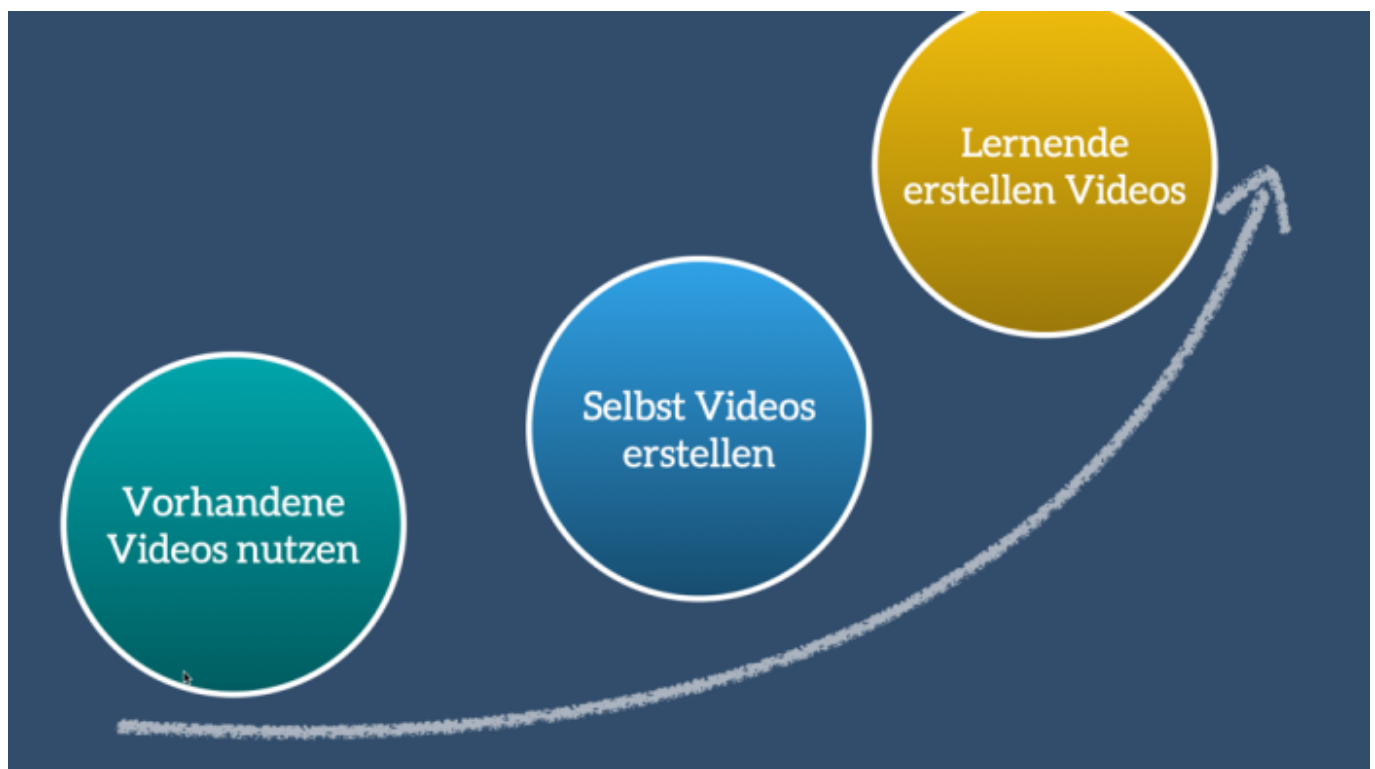 Vorhandene
Videos nutzen
Selbst Videos
erstellen
Lernende
erstellen Videos